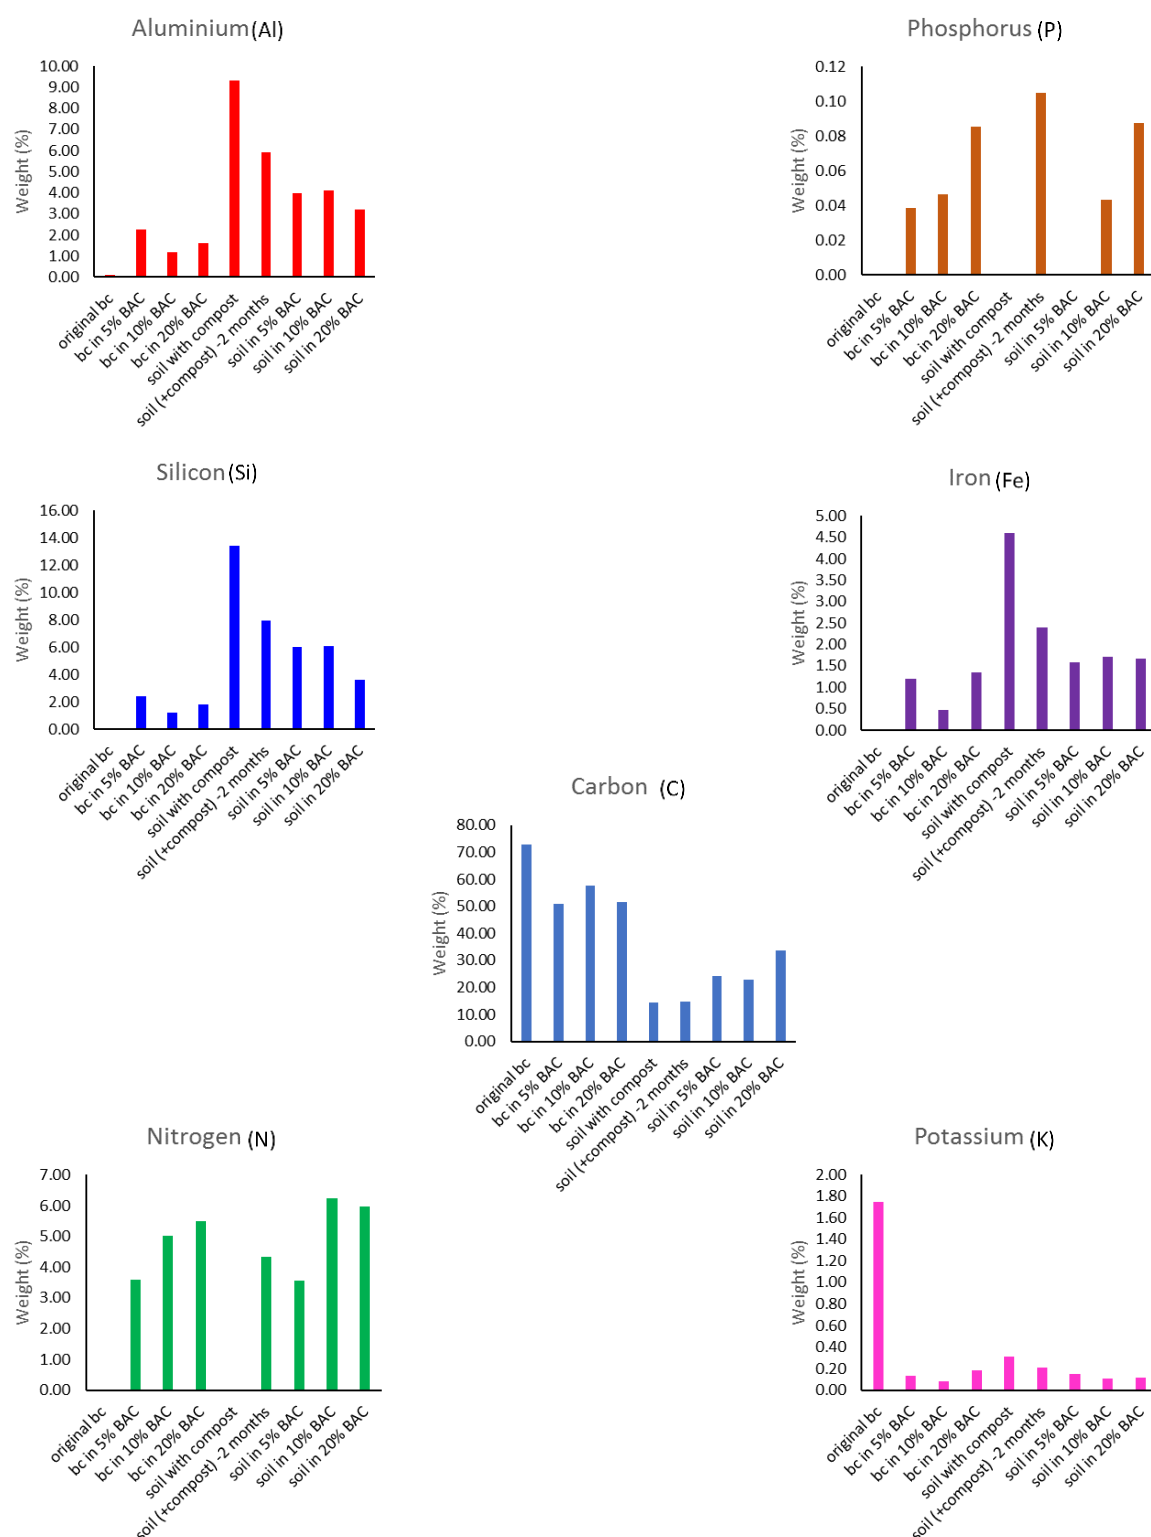 Aluminium (Al)
Weight (%)
10.00
9.00
8.00
7.00
6.00
5.00
4.00
3.00
2.00
1.00
0.00
original bc
bc in 5% BAC
bc in 10% BAC
bc in 20% BAC
soil with compost
soil (+compost) -2 months
soil in 5% BAC
soil in 10% BAC
soil in 20% BAC
Phosphorus (P)
Weight (%)
0.12
0.10
0.08
0.06
0.04
0.02
0.00
original bc
bc in 5% BAC
bc in 10% BAC
bc in 20% BAC
soil with compost
soil (+compost) -2 months
soil in 5% BAC
soil in 10% BAC
soil in 20% BAC
Silicon (Si)
Weight (%)
16.00
14.00
12.00
10.00
8.00
6.00
4.00
2.00
0.00
original bc
bc in 5% BAC
bc in 10% BAC
bc in 20% BAC
soil with compost
soil (+compost) -2 months
soil in 5% BAC
soil in 10% BAC
soil in 20% BAC
Iron (Fe)
Weight (%)
5.00
4.50
4.00
3.50
3.00
2.50
2.00
1.50
1.00
0.50
0.00
original bc
bc in 5% BAC
bc in 10% BAC
bc in 20% BAC
soil with compost
soil (+compost) -2 months
soil in 5% BAC
soil in 10% BAC
soil in 20% BAC
Carbon (C)
Weight (%)
80.00
70.00
60.00
50.00
40.00
30.00
20.00
10.00
0.00
original bc
bc in 5% BAC
bc in 10% BAC
bc in 20% BAC
soil with compost
soil (+compost) -2 months
soil in 5% BAC
soil in 10% BAC
soil in 20% BAC
Nitrogen (N)
Weight (%)
7.00
6.00
5.00
4.00
3.00
2.00
1.00
0.00
original bc
bc in 5% BAC
bc in 10% BAC
bc in 20% BAC
soil with compost
soil (+compost) -2 months
soil in 5% BAC
soil in 10% BAC
soil in 20% BAC
Potassium (K)
Weight (%)
2.00
1.80
1.60
1.40
1.20
1.00
0.80
0.60
0.40
0.20
0.00
original bc
bc in 5% BAC
bc in 10% BAC
bc in 20% BAC
soil with compost
soil (+compost) -2 months
soil in 5% BAC
soil in 10% BAC
soil in 20% BAC